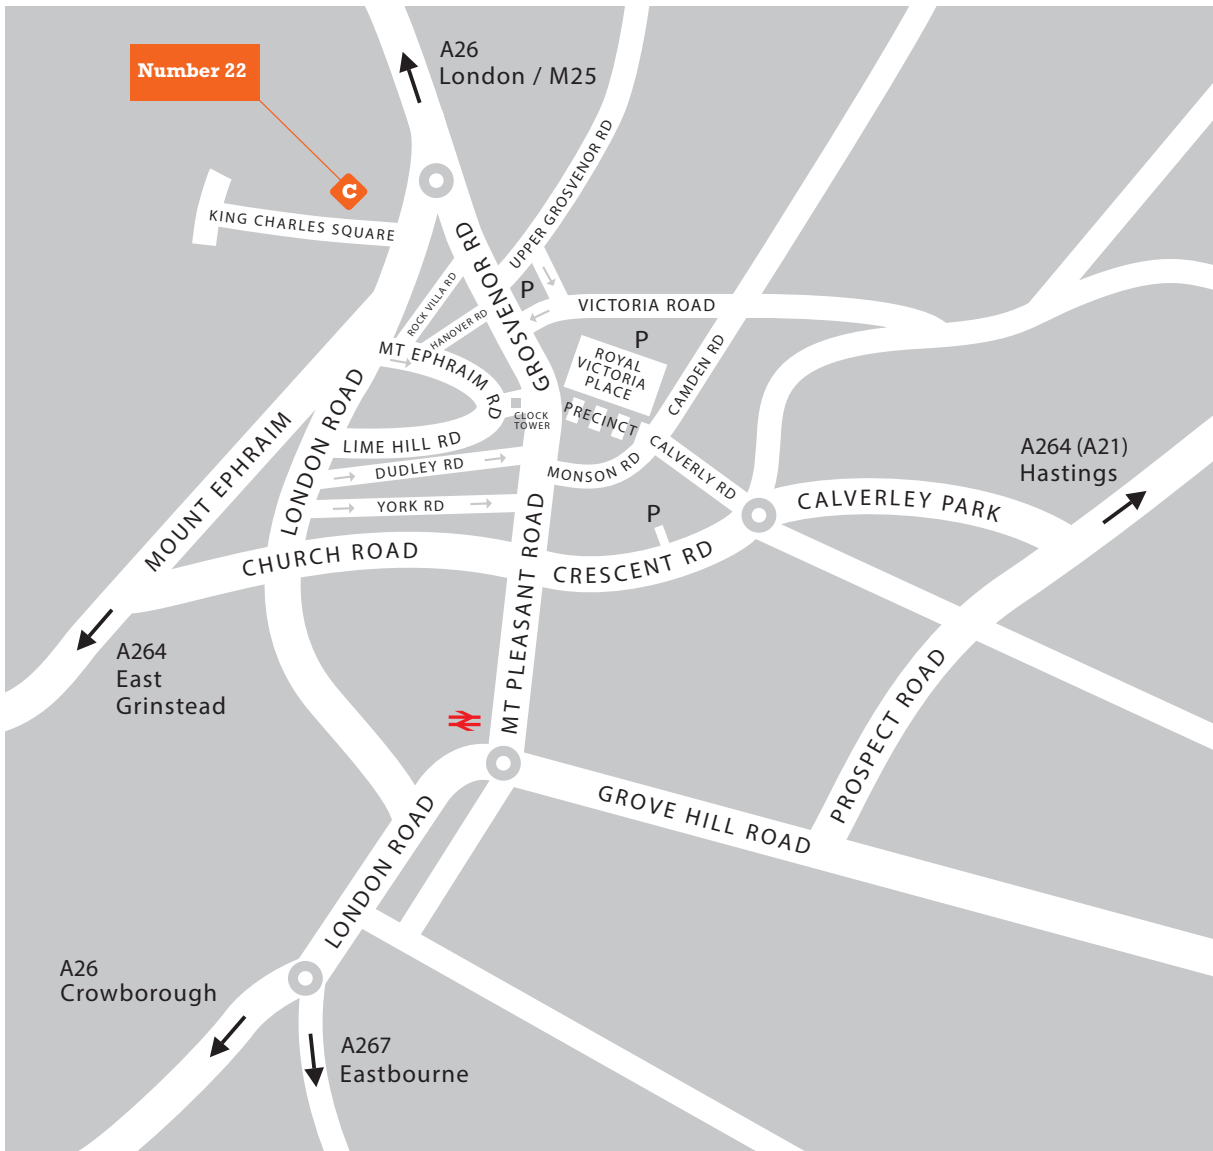 A26
London / M25
Number 22
C
KING CHARLES SQUARE
UPPER GROSVENOR RD
GROSVENOR RD
ROCK VILLA RD
HANOVER RD
P
VICTORIA ROAD
P
ROYAL
VICTORIA
PLACE
PRECINCT
CAMDEN RD
MT EPHRAIM RD
CLOCK
TOWER
LIME HILL RD
DUDLEY RD
YORK RD
MONSON RD
CALVERLY RD
LONDON ROAD
MOUNT EPHRAIM
CHURCH ROAD
P
CRESCENT RD
CALVERLEY PARK
A264 (A21)
Hastings
A264
East
Grinstead
MT PLEASANT ROAD
PROSPECT ROAD
GROVE HILL ROAD
LONDON ROAD
A26
Crowborough
A267
Eastbourne